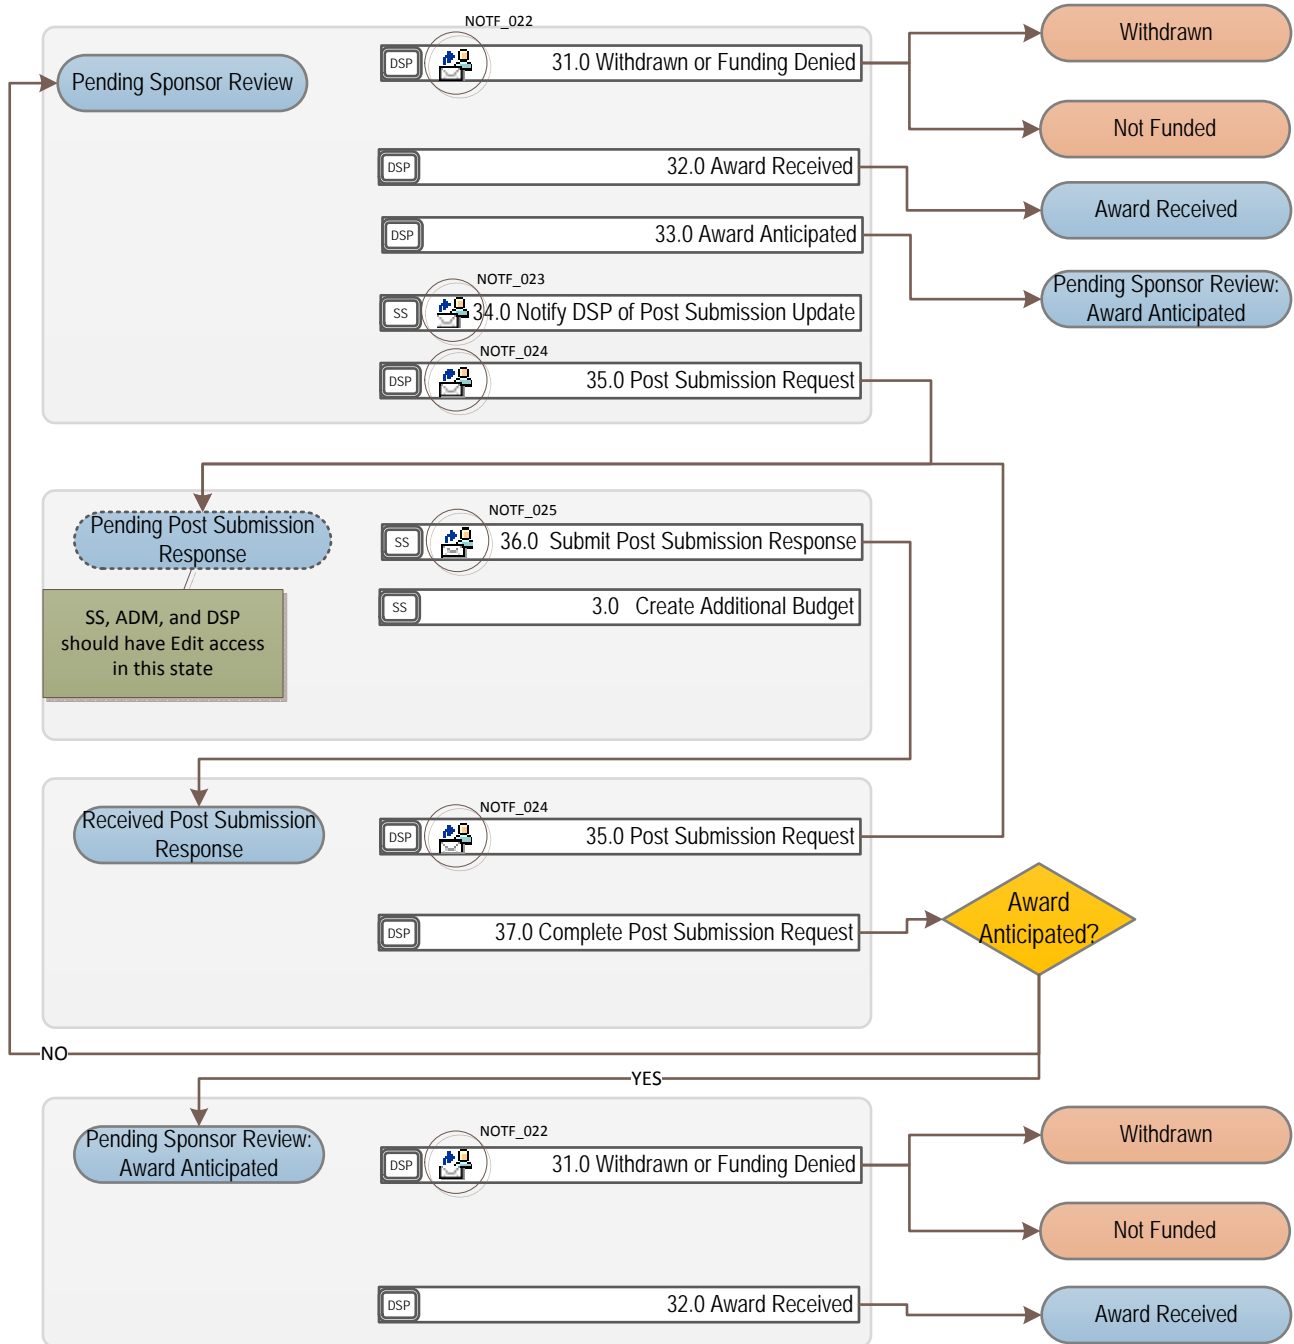 NOTF_022
Pending Sponsor Review
DSP
31.0 Withdrawn or Funding Denied
Withdrawn
Not Funded
DSP
32.0 Award Received
Award Received
DSP
33.0 Award Anticipated
Pending Sponsor Review:
Award Anticipated
NOTF_023
SS
34.0 Notify DSP of Post Submission Update
NOTF_024
DSP
35.0 Post Submission Request
Pending Post Submission
Response
NOTF_025
SS
36.0 Submit Post Submission Response
SS, ADM, and DSP
should have Edit access
in this state
SS
3.0 Create Additional Budget
Received Post Submission
Response
NOTF_024
DSP
35.0 Post Submission Request
DSP
37.0 Complete Post Submission Request
Award
Anticipated?
NO
YES
Pending Sponsor Review:
Award Anticipated
NOTF_022
DSP
31.0 Withdrawn or Funding Denied
Withdrawn
Not Funded
DSP
32.0 Award Received
Award Received